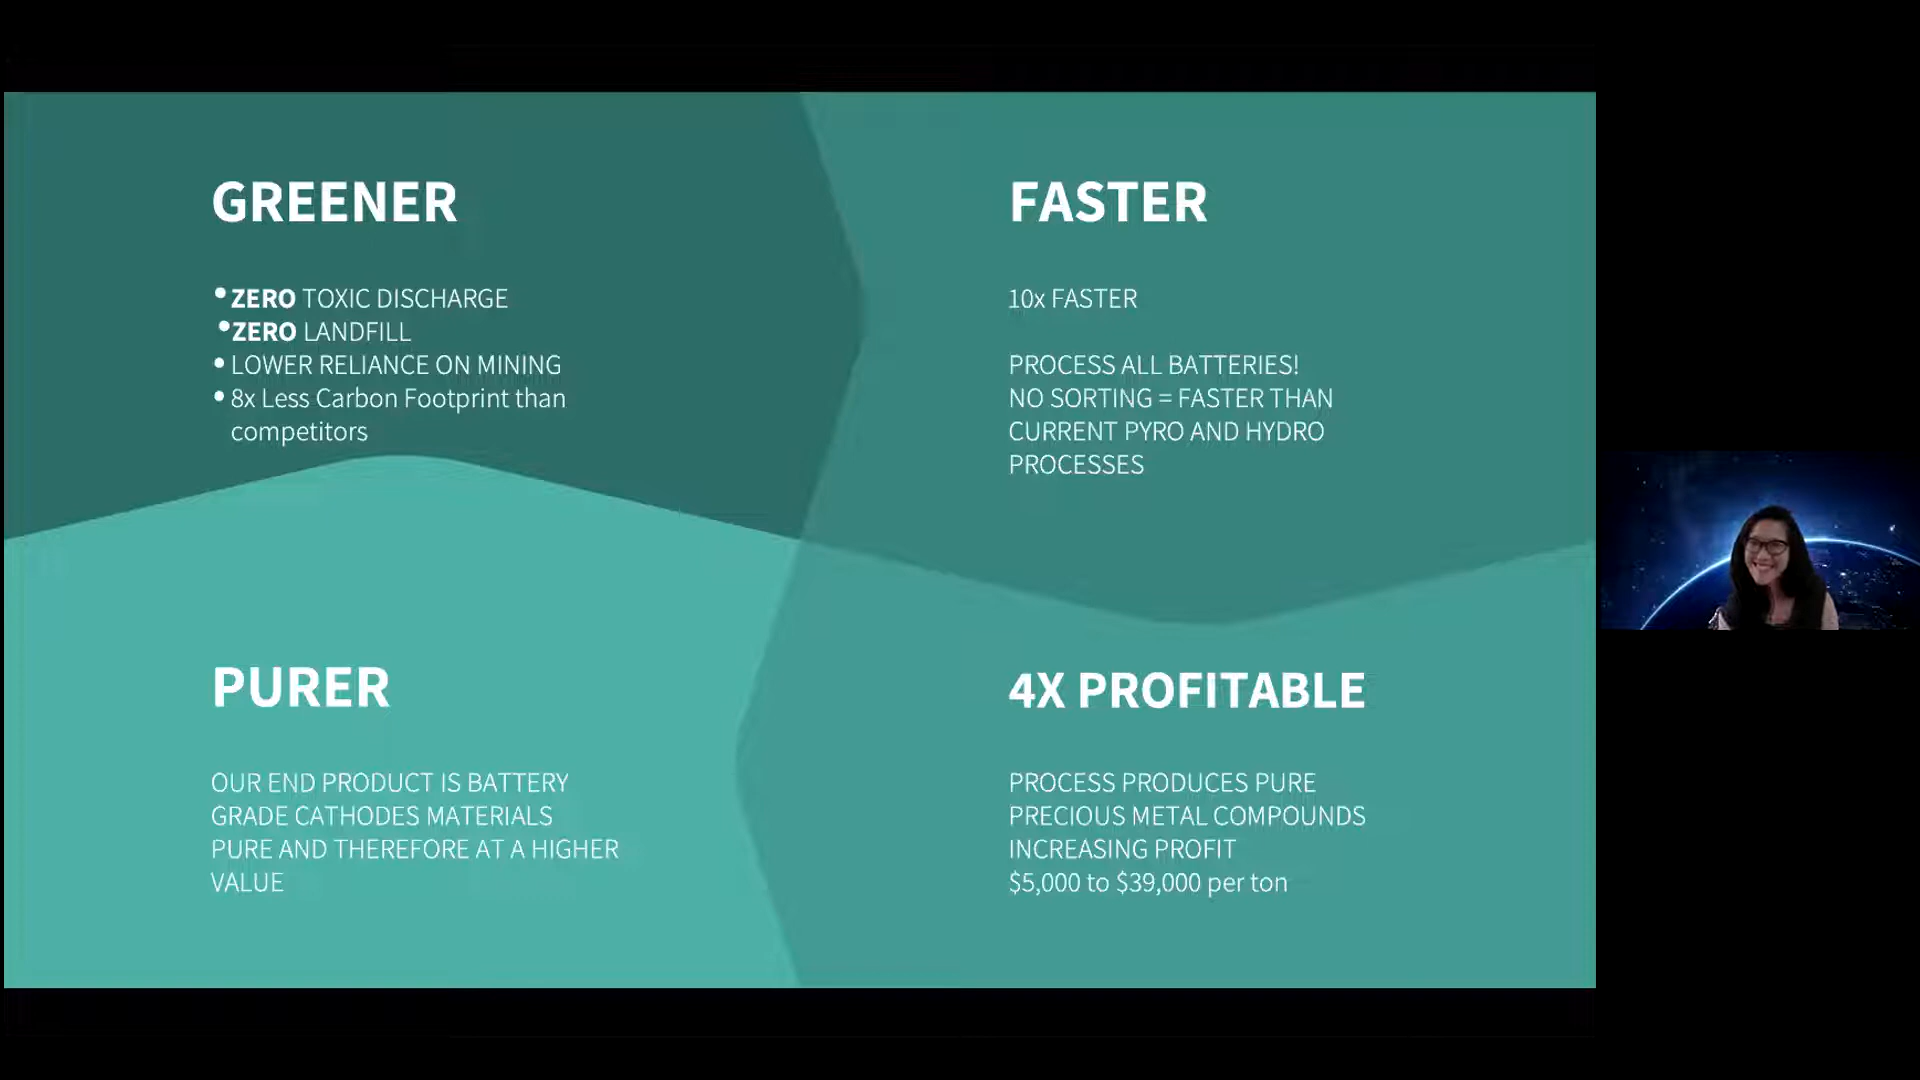 GREENER
•ZERO TOXIC DISCHARGE
•ZERO LANDFILL
•LOWER RELIANCE ON MINING
•8x Less Carbon Footprint than
competitors
FASTER
10x FASTER
PROCESS ALL BATTERIES!
NO SORTING = FASTER THAN
CURRENT PYRO AND HYDRO
PROCESSES
PURER
OUR END PRODUCT IS BATTERY
GRADE CATHODES MATERIALS
PURE AND THEREFORE AT A HIGHER
VALUE
4X PROFITABLE
PROCESS PRODUCES PURE
PRECIOUS METAL COMPOUNDS
INCREASING PROFIT
$5,000 to $39,000 per ton